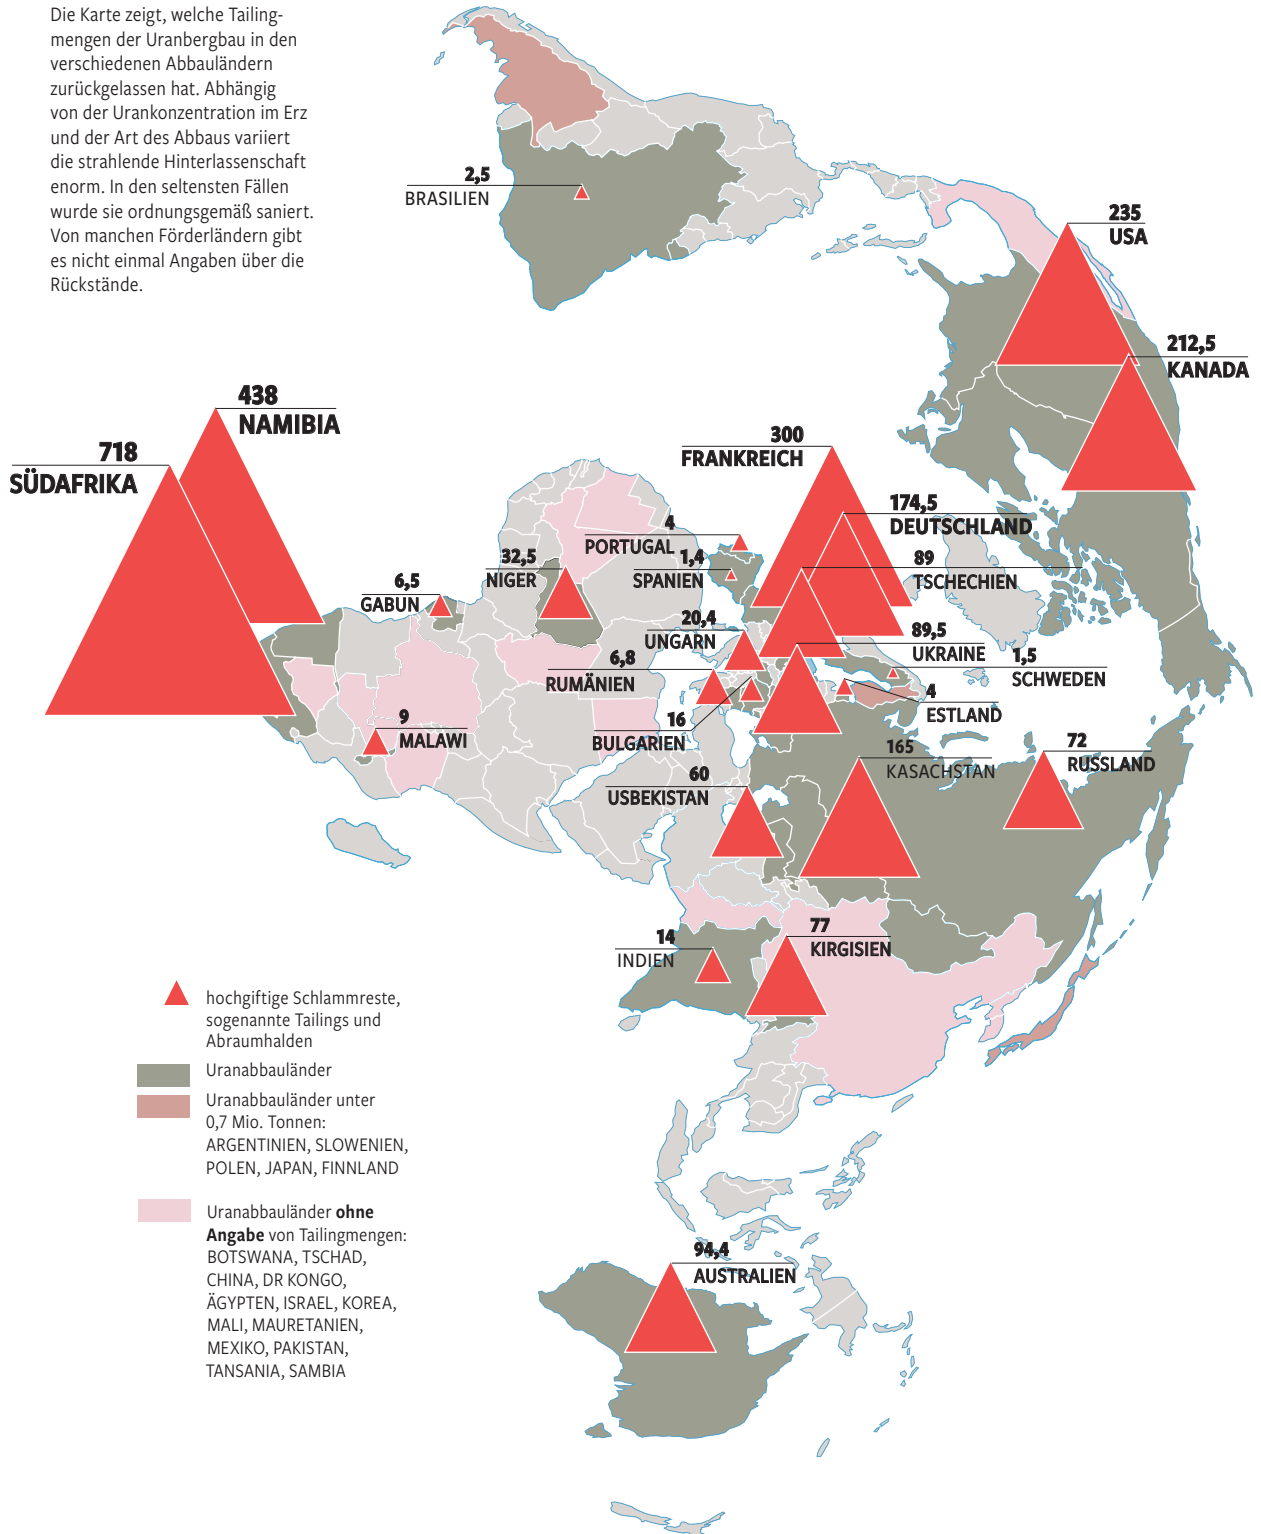 Die Karte zeigt, welche Tailing-
mengen der Uranbergbau in den
verschiedenen Abbauländern
zurückgelassen hat. Abhängig
von der Urankonzentration im Erz
und der Art des Abbaus variiert
die strahlende Hinterlassenschaft
enorm. In den seltensten Fällen
wurde sie ordnungsgemäß saniert.
Von manchen Förderländern gibt
es nicht einmal Angaben über die
Rückstände.
2,5
BRASILIEN
235
USA
212,5
KANADA
438
NAMIBIA
718
SÜDAFRIKA
300
FRANKREICH
174,5
DEUTSCHLAND
4
PORTUGAL
1,4
SPANIEN
89
TSCHECHIEN
32,5
NIGER
6,5
GABUN
20,4
UNGARN
89,5
UKRAINE
6,8
RUMÄNIEN
1,5
SCHWEDEN
4
ESTLAND
16
BULGARIEN
9
MALAWI
165
KASACHSTAN
72
RUSSLAND
60
USBEKISTAN
77
KIRGISIEN
14
INDIEN
hochgiftige Schlammreste,
sogenannte Tailings und
Abraumhalden
Uranabbauländer
Uranabbauländer unter
0,7 Mio. Tonnen:
ARGENTINIEN, SLOWENIEN,
POLEN, JAPAN, FINNLAND
Uranabbauländer ohne
Angabe von Tailingmengen:
BOTSWANA, TSCHAD,
CHINA, DR KONGO,
ÄGYPTEN, ISRAEL, KOREA,
MALI, MAURETANIEN,
MEXIKO, PAKISTAN,
TANSANIA, SAMBIA
94,4
AUSTRALIEN